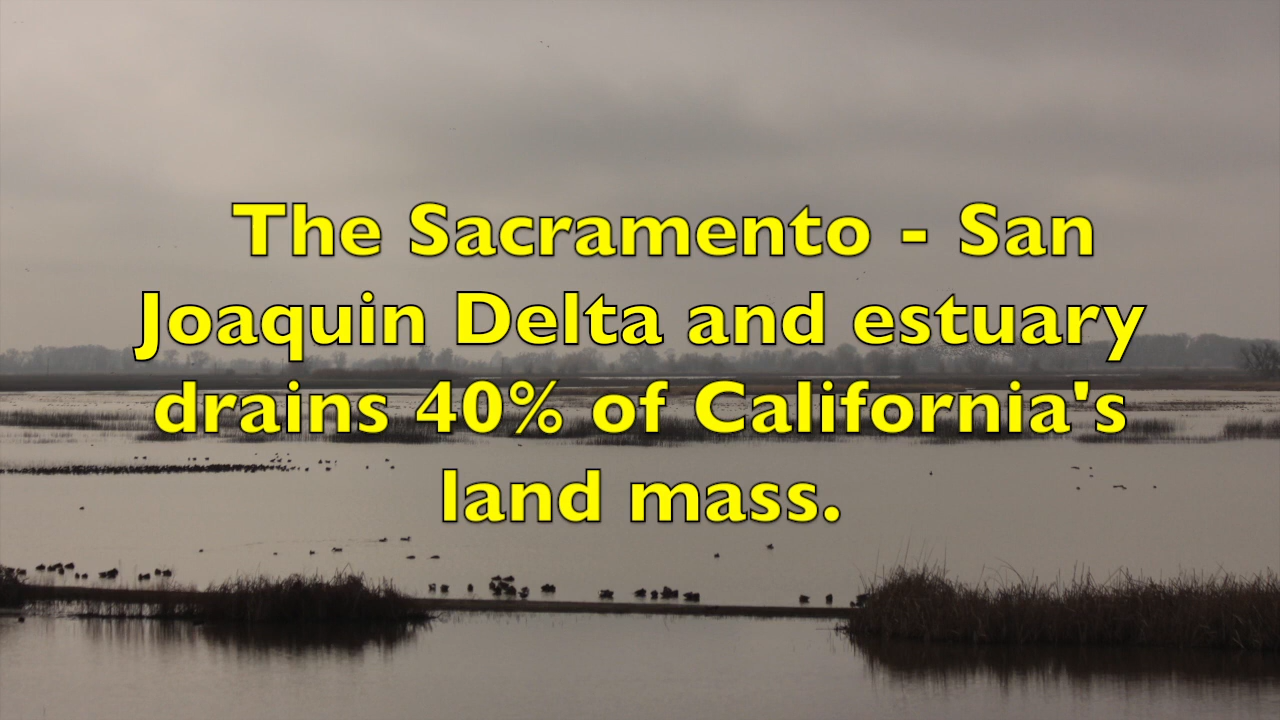 The Sacramento - San
Joaquin Delta and estuary
drains 40% of California's
land mass.